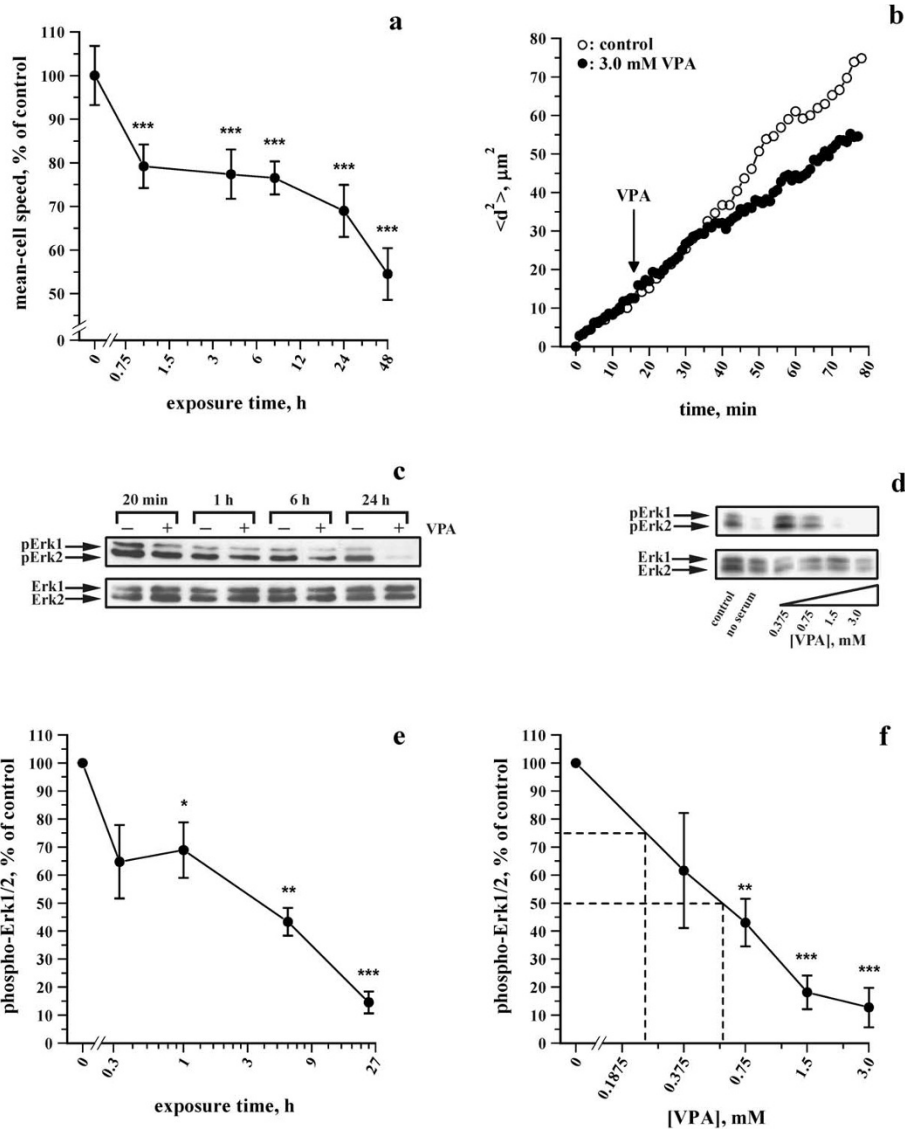 a
mean-cell speed, % of control
110
100
90
80
70
60
50
0
***
***
***
***
***
0
0.75
1.5
3
6
12
24
48
exposure time, h
b
○: control
●: 3.0 mM VPA
<d²>, μm²
80
70
60
50
40
30
20
10
0
VPA
0
10
20
30
40
50
60
70
80
time, min
c
20 min 1 h 6 h 24 h
– + – + – + – + VPA
pErk1
pErk2
Erk1
Erk2
d
pErk1
pErk2
Erk1
Erk2
control
no serum
0.375
0.75
1.5
3.0
[VPA], mM
e
phospho-Erk1/2, % of control
110
100
90
80
70
60
50
40
30
20
10
0
*
**
***
0
0.3
1
3
9
27
exposure time, h
f
phospho-Erk1/2, % of control
110
100
90
80
70
60
50
40
30
20
10
0
**
***
***
0
0.1875
0.375
0.75
1.5
3.0
[VPA], mM